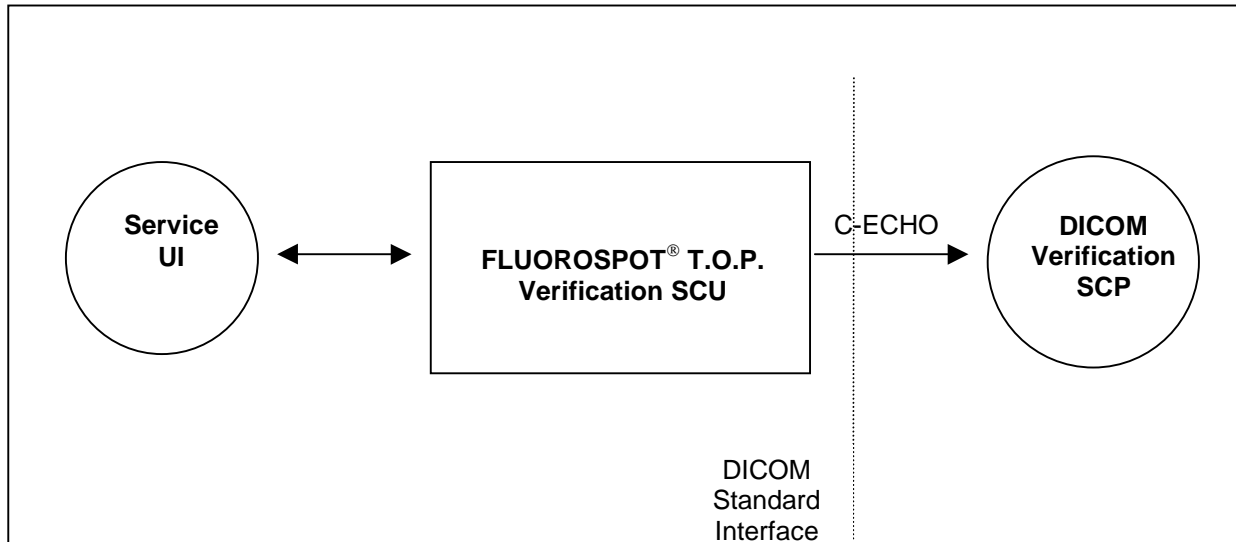 Service
UI
FLUOROSPOT® T.O.P.
Verification SCU
C-ECHO
DICOM
Verification
SCP
DICOM
Standard
Interface